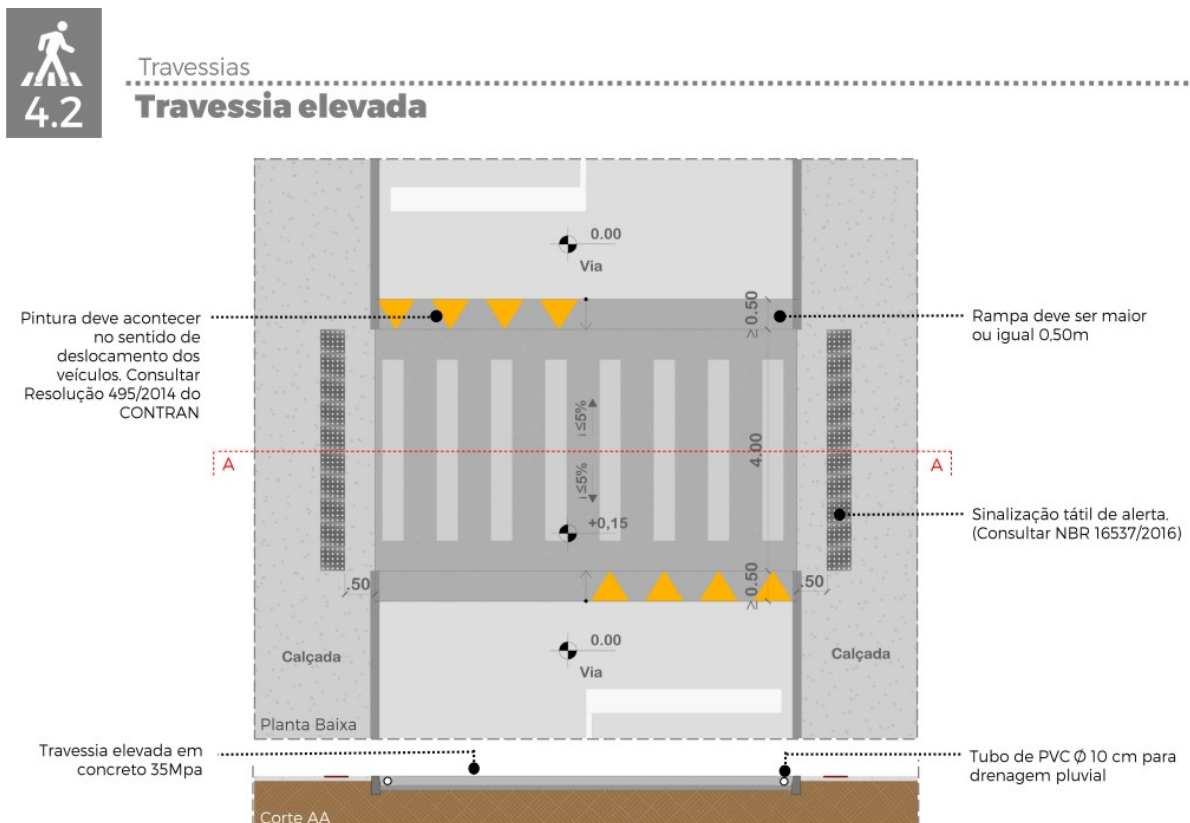 4.2
Travessias
Travessia elevada
0.00
Via
Pintura deve acontecer
no sentido de
deslocamento dos
veículos. Consultar
Resolução 495/2014 do
CONTRAN
≥0.50
Rampa deve ser maior
ou igual 0,50m
i≤5%
4.00
i≤5%
A
A
+0,15
Sinalização tátil de alerta.
(Consultar NBR 16537/2016)
.50
≥0.50
.50
0.00
Via
Calçada
Calçada
Planta Baixa
Travessia elevada em
concreto 35Mpa
Tubo de PVC Ø 10 cm para
drenagem pluvial
Corte AA